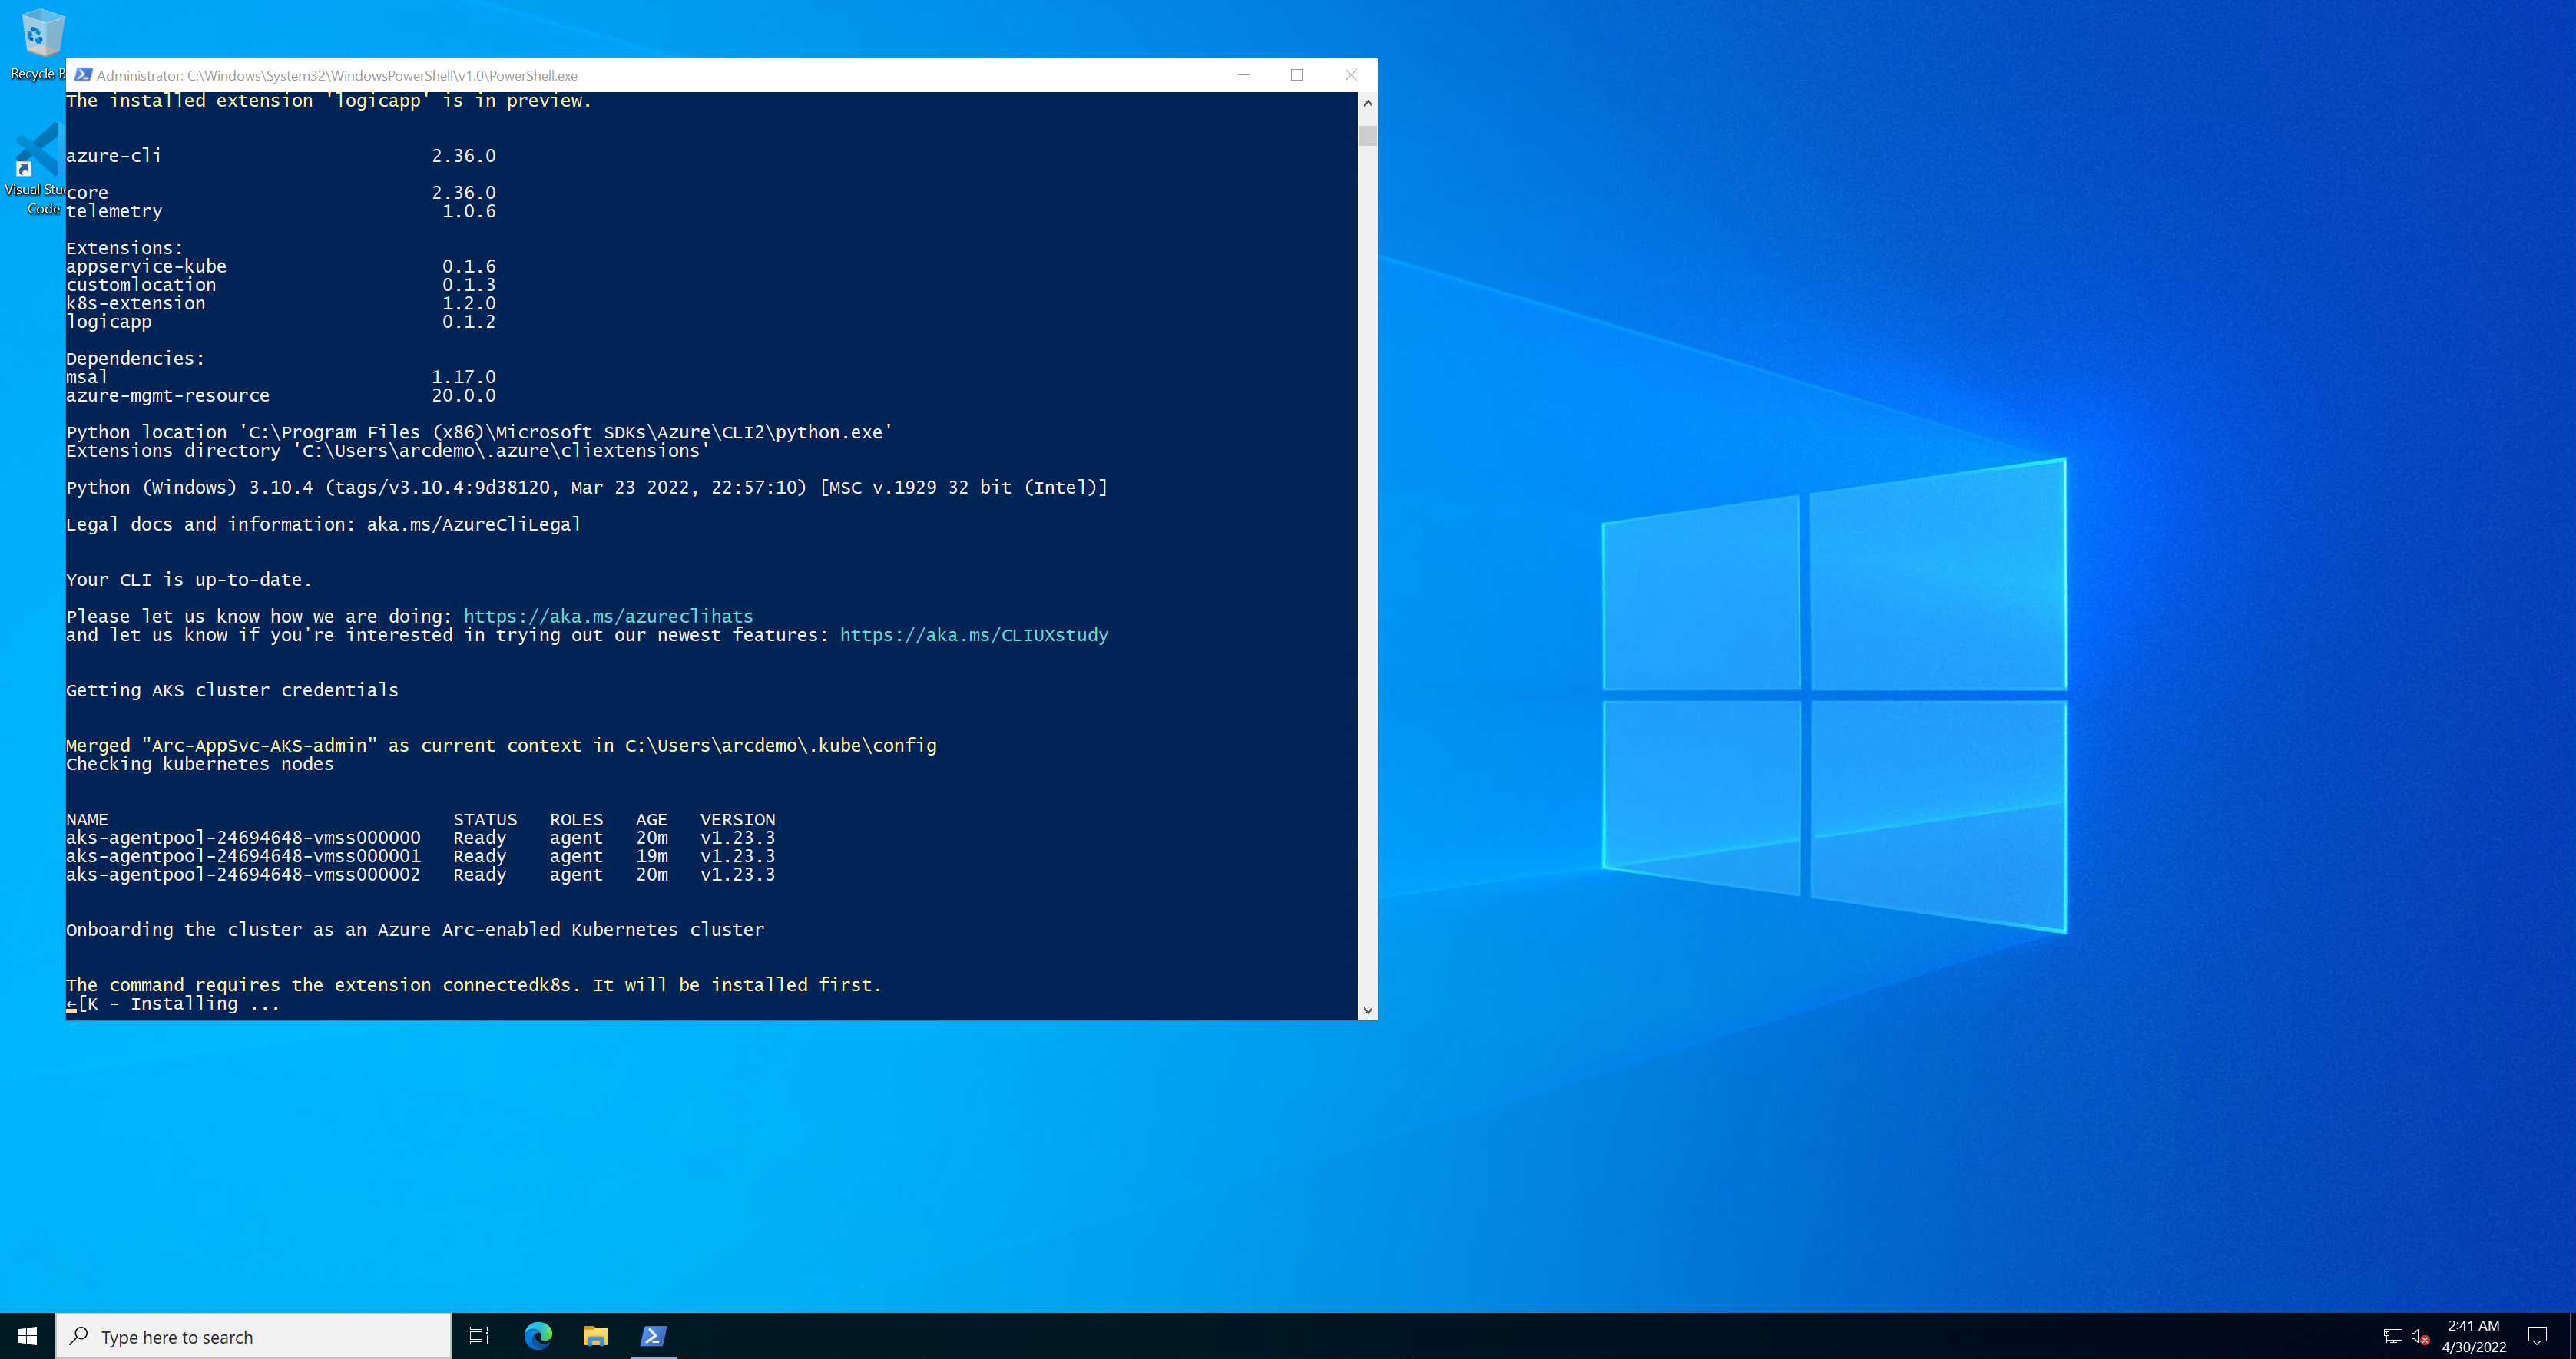 Recycle B
Visual Stu
Code
Administrator: C:\Windows\System32\WindowsPowerShell\v1.0\PowerShell.exe
The installed extension 'logicapp' is in preview.
azure-cli 2.36.0
core 2.36.0
telemetry 1.0.6
Extensions:
appservice-kube 0.1.6
customlocation 0.1.3
k8s-extension 1.2.0
logicapp 0.1.2
Dependencies:
msal 1.17.0
azure-mgmt-resource 20.0.0
Python location 'C:\Program Files (x86)\Microsoft SDKs\Azure\CLI2\python.exe'
Extensions directory 'C:\Users\arcdemo\.azure\cliextensions'
Python (Windows) 3.10.4 (tags/v3.10.4:9d38120, Mar 23 2022, 22:57:10) [MSC v.1929 32 bit (Intel)]
Legal docs and information: aka.ms/AzureCliLegal
Your CLI is up-to-date.
Please let us know how we are doing: https://aka.ms/azureclihats
and let us know if you're interested in trying out our newest features: https://aka.ms/CLIUXstudy
Getting AKS cluster credentials
Merged "Arc-AppSvc-AKS-admin" as current context in C:\Users\arcdemo\.kube\config
Checking kubernetes nodes
NAME STATUS ROLES AGE VERSION
aks-agentpool-24694648-vmss000000 Ready agent 20m v1.23.3
aks-agentpool-24694648-vmss000001 Ready agent 19m v1.23.3
aks-agentpool-24694648-vmss000002 Ready agent 20m v1.23.3
Onboarding the cluster as an Azure Arc-enabled Kubernetes cluster
The command requires the extension connectedk8s. It will be installed first.
←[K - Installing ...
Type here to search
2:41 AM
4/30/2022